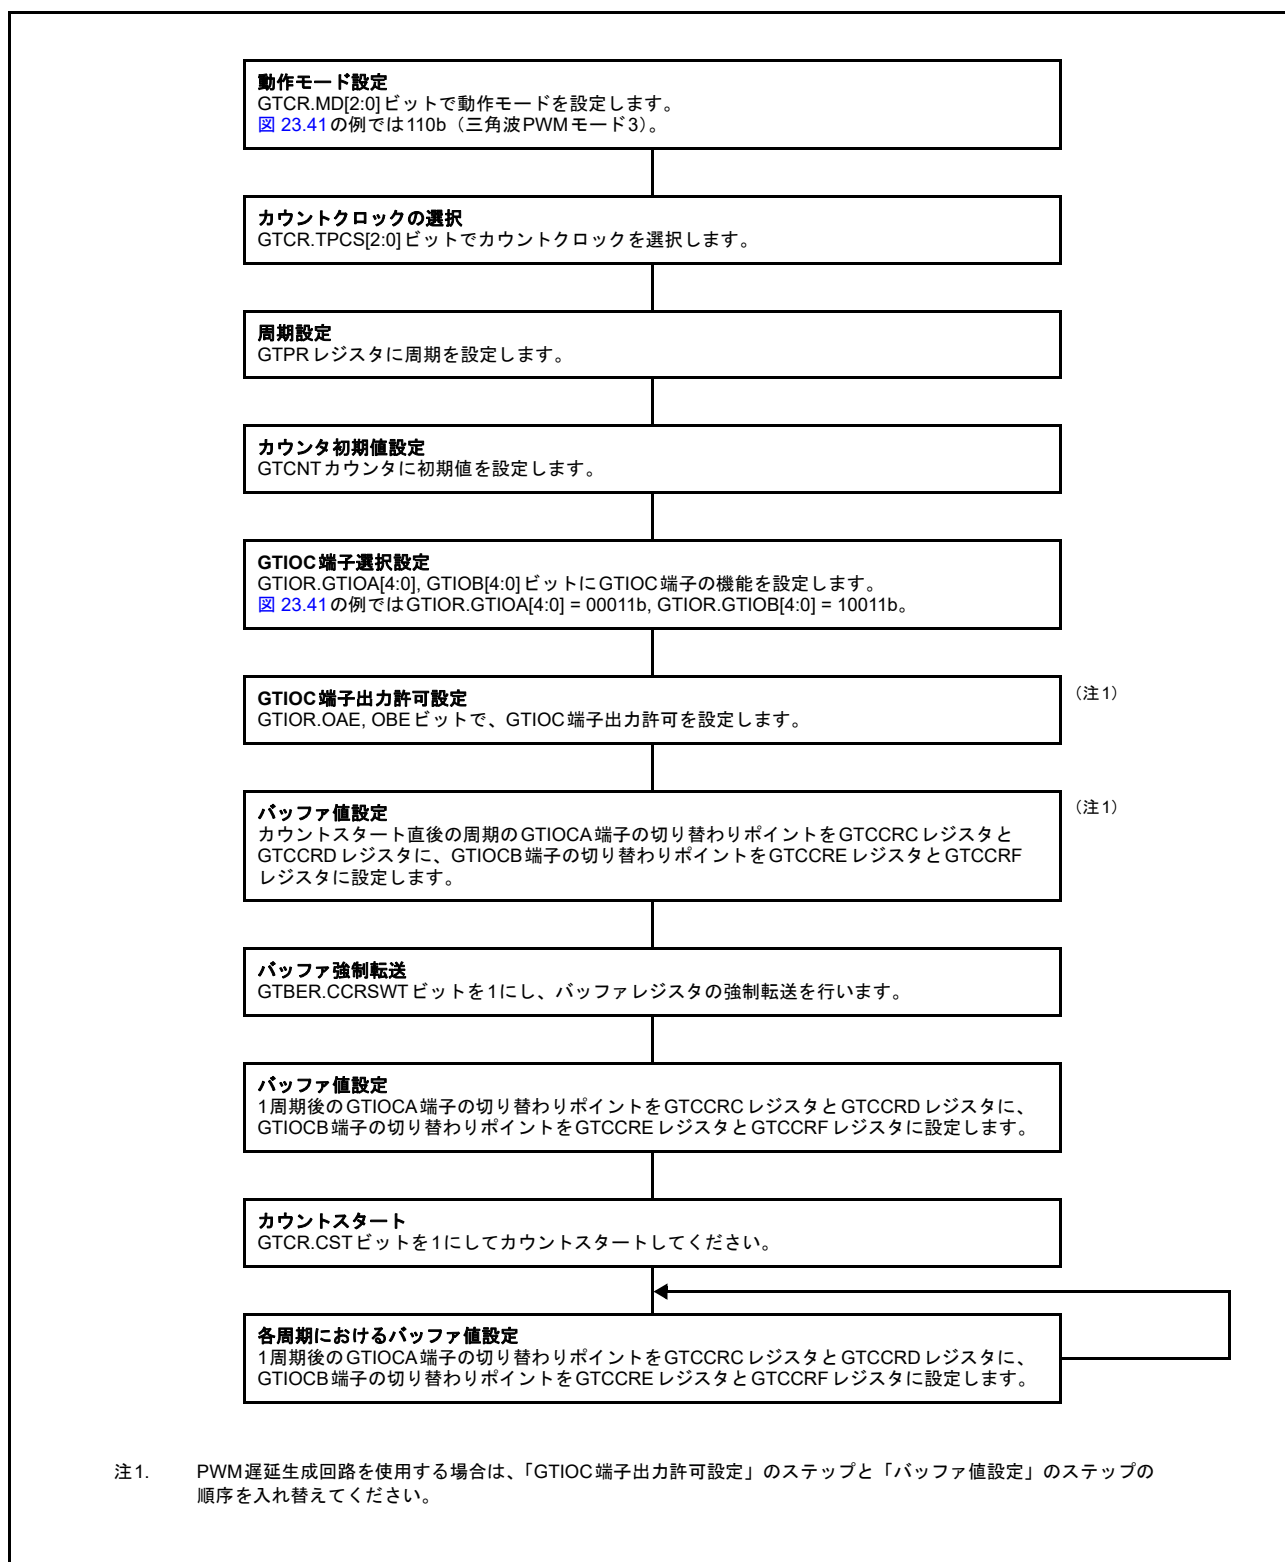 動作モード設定
GTCR.MD[2:0]ビットで動作モードを設定します。
図 23.41の例では110b（三角波PWMモード3）。
カウントクロックの選択
GTCR.TPCS[2:0]ビットでカウントクロックを選択します。
周期設定
GTPRレジスタに周期を設定します。
カウンタ初期値設定
GTCNTカウンタに初期値を設定します。
GTIOC端子選択設定
GTIOR.GTIOA[4:0], GTIOB[4:0]ビットにGTIOC端子の機能を設定します。
図 23.41の例ではGTIOR.GTIOA[4:0] = 00011b, GTIOR.GTIOB[4:0] = 10011b。
GTIOC端子出力許可設定
GTIOR.OAE, OBEビットで、GTIOC端子出力許可を設定します。
（注1）
バッファ値設定
カウントスタート直後の周期のGTIOCA端子の切り替わりポイントをGTCCRCレジスタと
GTCCRDレジスタに、GTIOCB端子の切り替わりポイントをGTCCREレジスタとGTCCRF
レジスタに設定します。
（注1）
バッファ強制転送
GTBER.CCRSWTビットを1にし、バッファレジスタの強制転送を行います。
バッファ値設定
1周期後のGTIOCA端子の切り替わりポイントをGTCCRCレジスタとGTCCRDレジスタに、
GTIOCB端子の切り替わりポイントをGTCCREレジスタとGTCCRFレジスタに設定します。
カウントスタート
GTCR.CSTビットを1にしてカウントスタートしてください。
各周期におけるバッファ値設定
1周期後のGTIOCA端子の切り替わりポイントをGTCCRCレジスタとGTCCRDレジスタに、
GTIOCB端子の切り替わりポイントをGTCCREレジスタとGTCCRFレジスタに設定します。
注1. PWM遅延生成回路を使用する場合は、「GTIOC端子出力許可設定」のステップと「バッファ値設定」のステップの
順序を入れ替えてください。